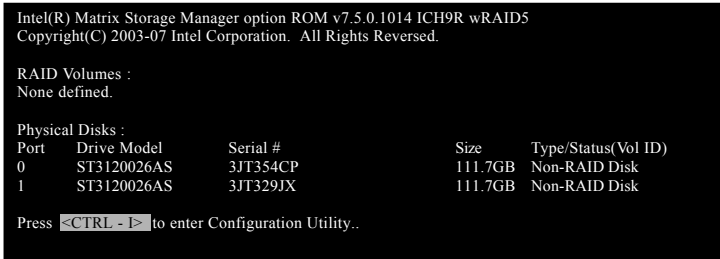 Intel(R) Matrix Storage Manager option ROM v7.5.0.1014 ICH9R wRAID5
Copyright(C) 2003-07 Intel Corporation. All Rights Reversed.
RAID Volumes :
None defined.
Physical Disks :
Port Drive Model Serial # Size Type/Status(Vol ID)
0 ST3120026AS 3JT354CP 111.7GB Non-RAID Disk
1 ST3120026AS 3JT329JX 111.7GB Non-RAID Disk
Press <CTRL - I> to enter Configuration Utility..